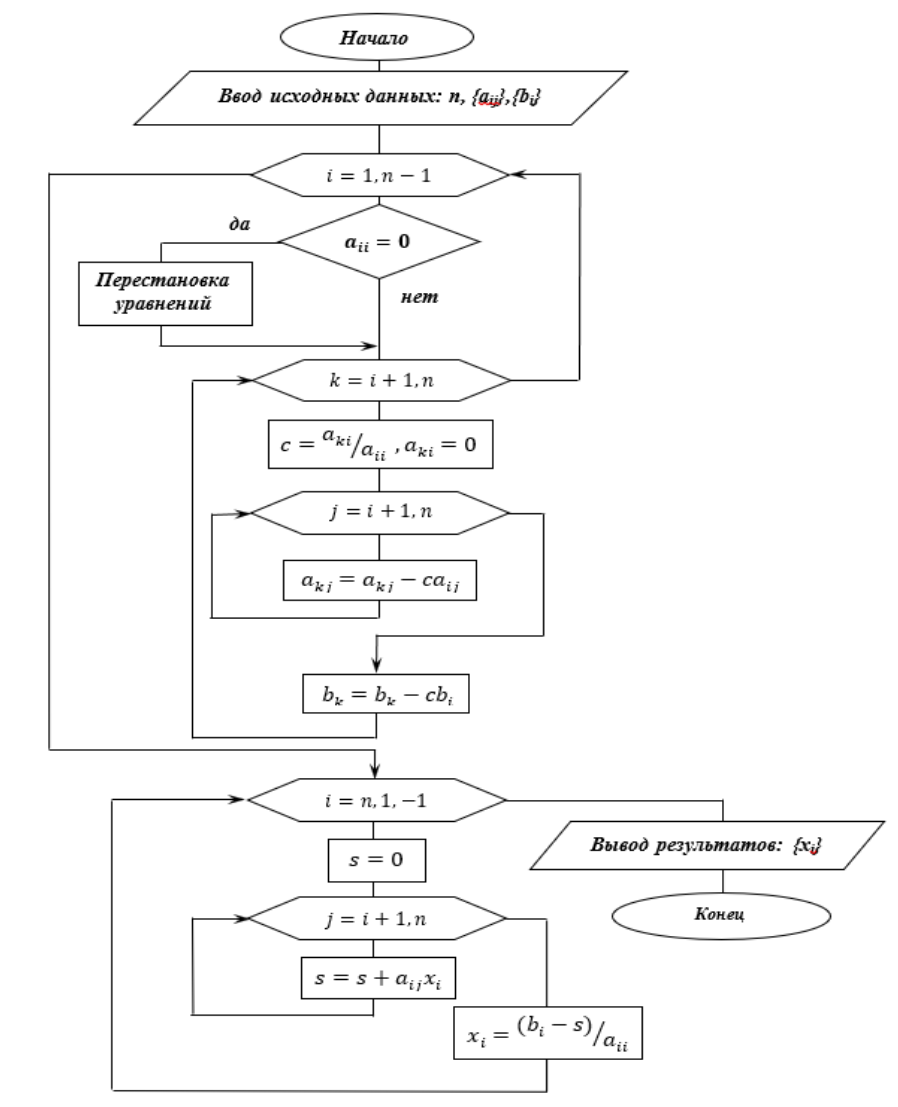 Начало
Ввод исходных данных: n, {aᵢⱼ},{bᵢ}
i = 1, n − 1
да
aᵢᵢ = 0
Перестановка
уравнений
нет
k = i + 1, n
c = aₖᵢ/aᵢᵢ , aₖᵢ = 0
j = i + 1, n
aₖⱼ = aₖⱼ − caᵢⱼ
bₖ = bₖ − cbᵢ
i = n, 1, −1
Вывод результатов: {xᵢ}
s = 0
Конец
j = i + 1, n
s = s + aᵢⱼxᵢ
xᵢ = (bᵢ − s)/aᵢᵢ